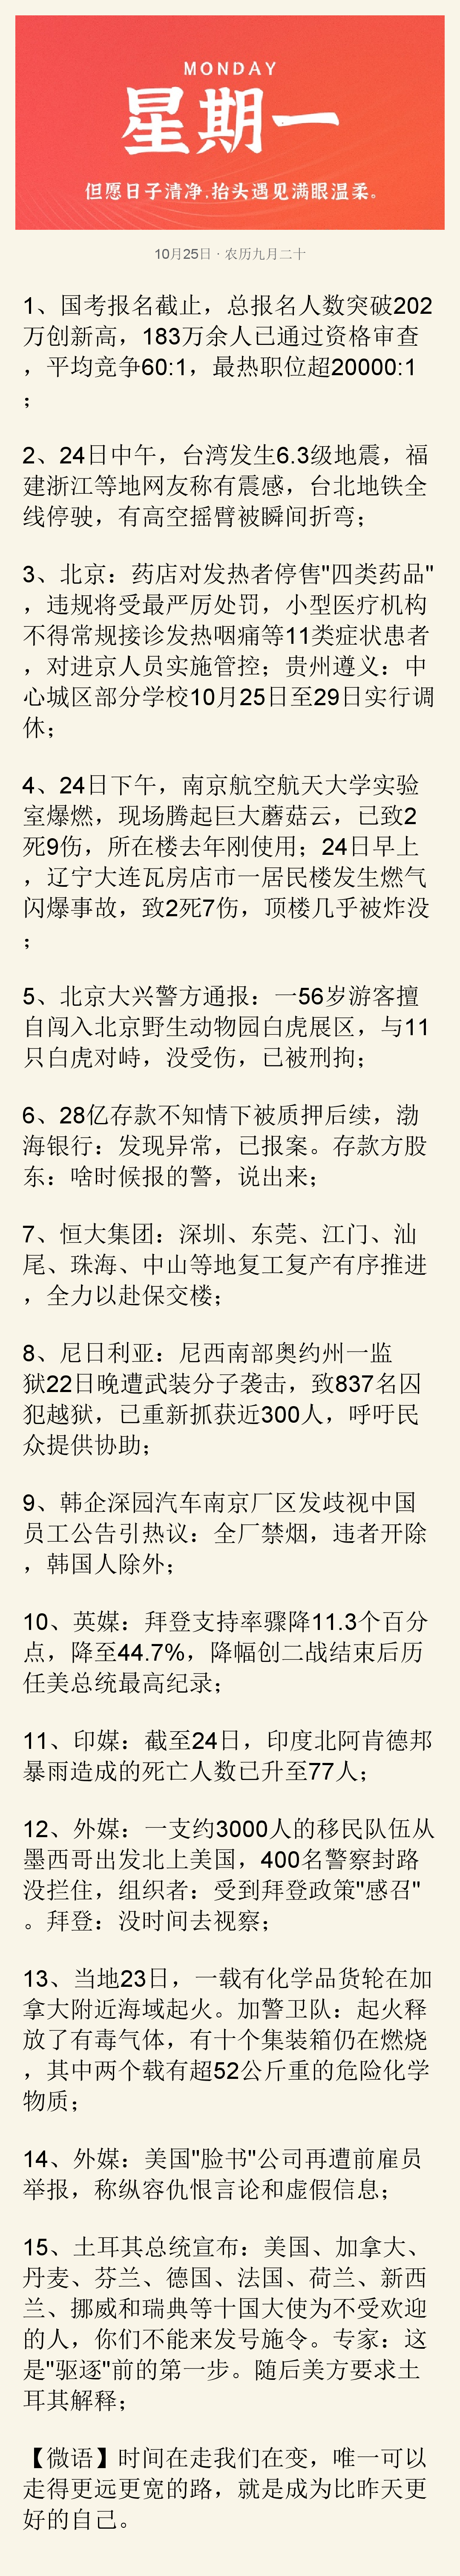 MONDAY
星期一
但愿日子清净,抬头遇见满眼温柔。
10月25日 · 农历九月二十
1、国考报名截止，总报名人数突破202
万创新高，183万余人已通过资格审查
，平均竞争60:1，最热职位超20000:1
；
2、24日中午，台湾发生6.3级地震，福
建浙江等地网友称有震感，台北地铁全
线停驶，有高空摇臂被瞬间折弯；
3、北京：药店对发热者停售"四类药品"
，违规将受最严厉处罚，小型医疗机构
不得常规接诊发热咽痛等11类症状患者
，对进京人员实施管控；贵州遵义：中
心城区部分学校10月25日至29日实行调
休；
4、24日下午，南京航空航天大学实验
室爆燃，现场腾起巨大蘑菇云，已致2
死9伤，所在楼去年刚使用；24日早上
，辽宁大连瓦房店市一居民楼发生燃气
闪爆事故，致2死7伤，顶楼几乎被炸没
；
5、北京大兴警方通报：一56岁游客擅
自闯入北京野生动物园白虎展区，与11
只白虎对峙，没受伤，已被刑拘；
6、28亿存款不知情下被质押后续，渤
海银行：发现异常，已报案。存款方股
东：啥时候报的警，说出来；
7、恒大集团：深圳、东莞、江门、汕
尾、珠海、中山等地复工复产有序推进
，全力以赴保交楼；
8、尼日利亚：尼西南部奥约州一监
狱22日晚遭武装分子袭击，致837名囚
犯越狱，已重新抓获近300人，呼吁民
众提供协助；
9、韩企深园汽车南京厂区发歧视中国
员工公告引热议：全厂禁烟，违者开除
，韩国人除外；
10、英媒：拜登支持率骤降11.3个百分
点，降至44.7%，降幅创二战结束后历
任美总统最高纪录；
11、印媒：截至24日，印度北阿肯德邦
暴雨造成的死亡人数已升至77人；
12、外媒：一支约3000人的移民队伍从
墨西哥出发北上美国，400名警察封路
没拦住，组织者：受到拜登政策"感召"
。拜登：没时间去视察；
13、当地23日，一载有化学品货轮在加
拿大附近海域起火。加警卫队：起火释
放了有毒气体，有十个集装箱仍在燃烧
，其中两个载有超52公斤重的危险化学
物质；
14、外媒：美国"脸书"公司再遭前雇员
举报，称纵容仇恨言论和虚假信息；
15、土耳其总统宣布：美国、加拿大、
丹麦、芬兰、德国、法国、荷兰、新西
兰、挪威和瑞典等十国大使为不受欢迎
的人，你们不能来发号施令。专家：这
是"驱逐"前的第一步。随后美方要求土
耳其解释；
【微语】时间在走我们在变，唯一可以
走得更远更宽的路，就是成为比昨天更
好的自己。